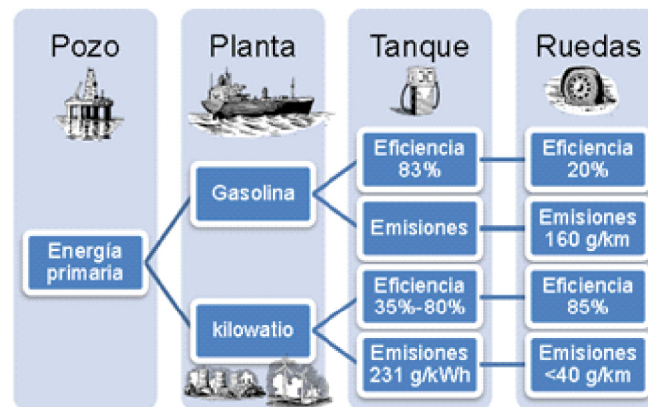 Pozo
Planta
Tanque
Ruedas
Energía
primaria
Gasolina
kilowatio
Eficiencia
83%
Emisiones
Eficiencia
35%-80%
Emisiones
231 g/kWh
Eficiencia
20%
Emisiones
160 g/km
Eficiencia
85%
Emisiones
<40 g/km